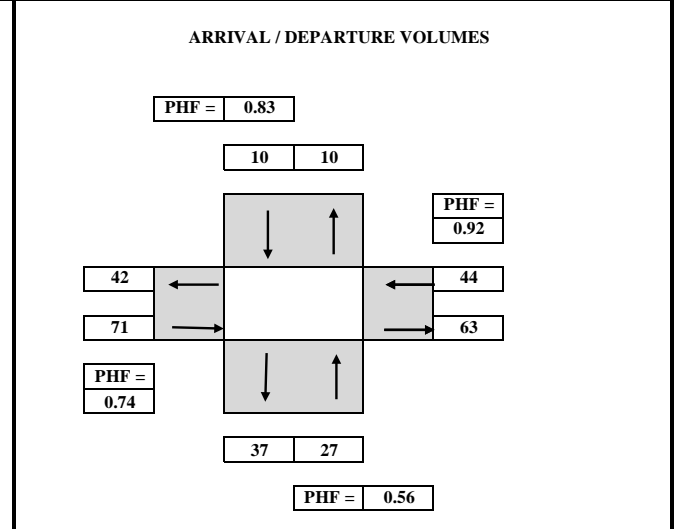 ARRIVAL / DEPARTURE VOLUMES
PHF = 0.83
10 10
PHF =
0.92
42 44
71 63
PHF =
0.74
37 27
PHF = 0.56